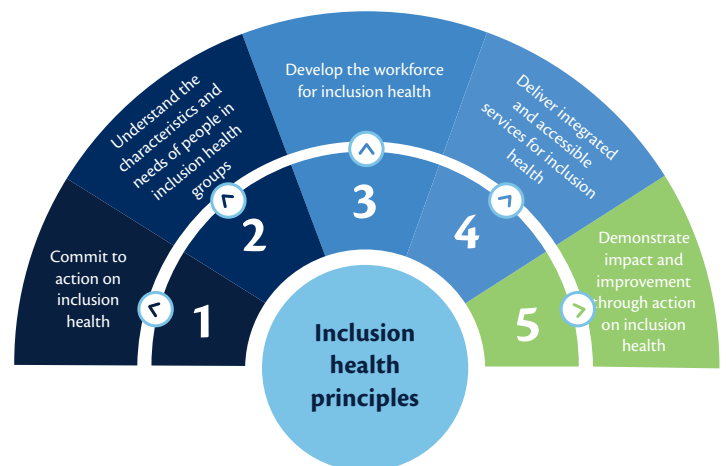 Commit to
action on
inclusion
health
1
Understand the
characteristics and
needs of people in
inclusion health
groups
2
Develop the workforce
for inclusion health
3
Deliver integrated
and accessible
services for inclusion
health
4
Demonstrate
impact and
improvement
through action
on inclusion
health
5
Inclusion
health
principles